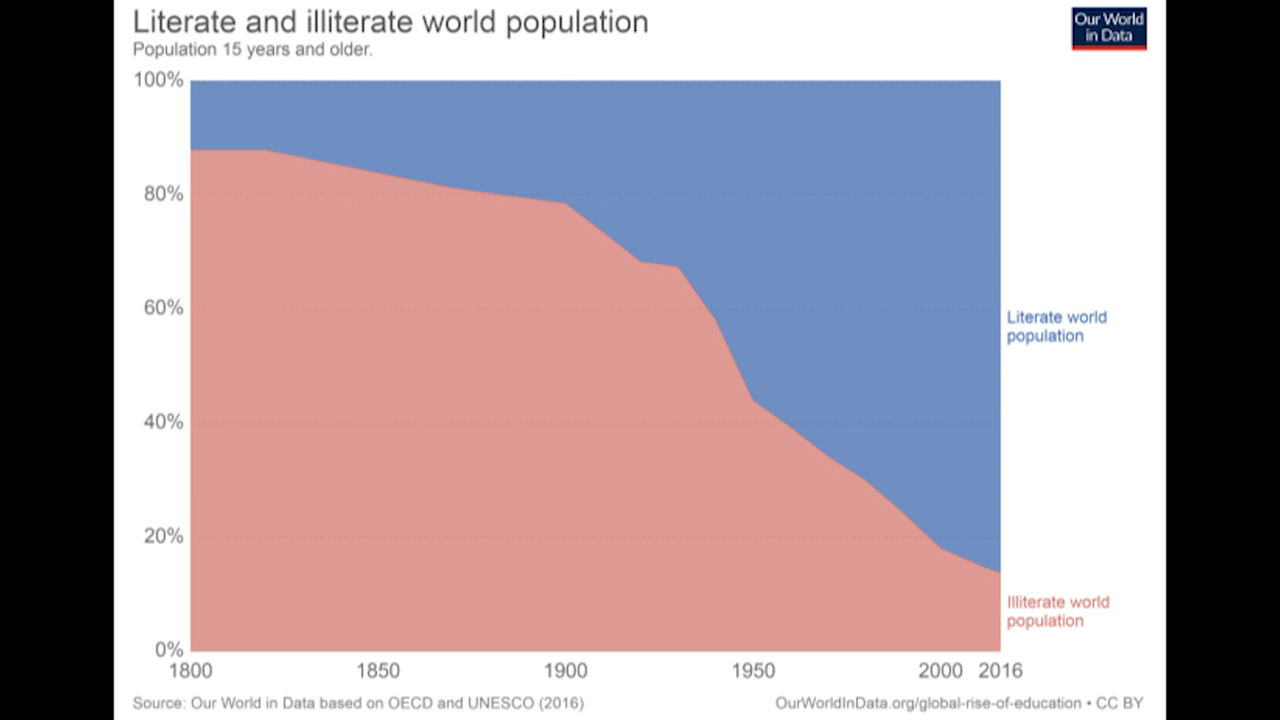 Literate and illiterate world population
Population 15 years and older.
Our World
in Data
100%
80%
60%
40%
20%
0%
Literate world
population
Illiterate world
population
1800 1850 1900 1950 2000 2016
Source: Our World in Data based on OECD and UNESCO (2016)
OurWorldInData.org/global-rise-of-education • CC BY